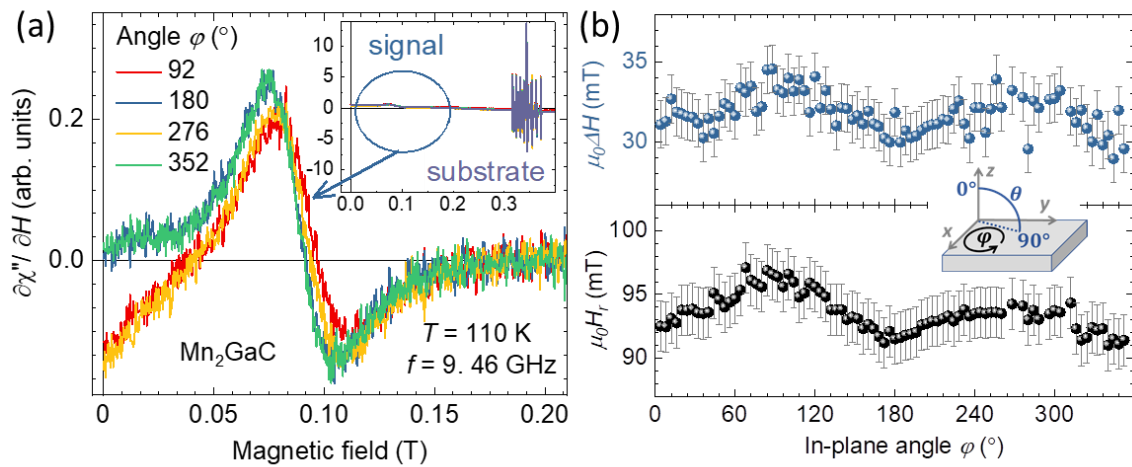 (a)
Angle φ (°)
92
180
276
352
signal
substrate
10
5
0
-5
-10
0.0 0.1 0.2 0.3
0.2
0.0
∂χ"/ ∂H (arb. units)
Mn₂GaC
T = 110 K
f = 9. 46 GHz
0 0.05 0.10 0.15 0.20
Magnetic field (T)
(b)
35
30
μ₀ΔH (mT)
z
0° θ
y
x
φ
90°
100
95
90
μ₀Hᵣ (mT)
0 60 120 180 240 300
In-plane angle φ (°)